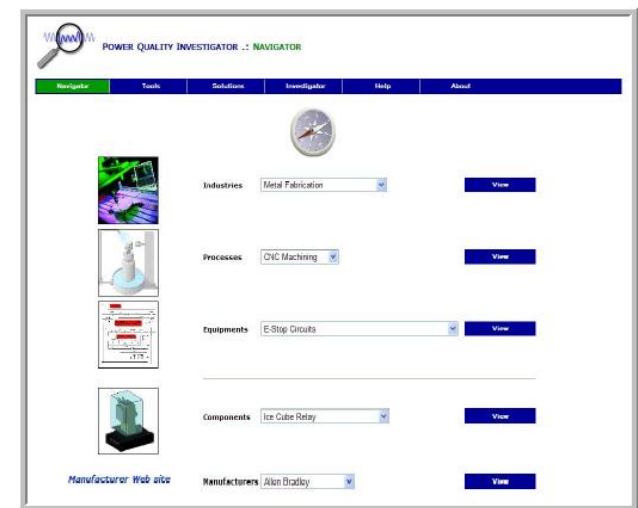 POWER QUALITY INVESTIGATOR .: NAVIGATOR
Navigator Tools Solutions Investigator Help About
Industries Metal Fabrication View
Processes CNC Machining View
Equipments E-Stop Circuits View
Components Ice Cube Relay View
Manufacturer Web site Manufacturers Allen Bradley View